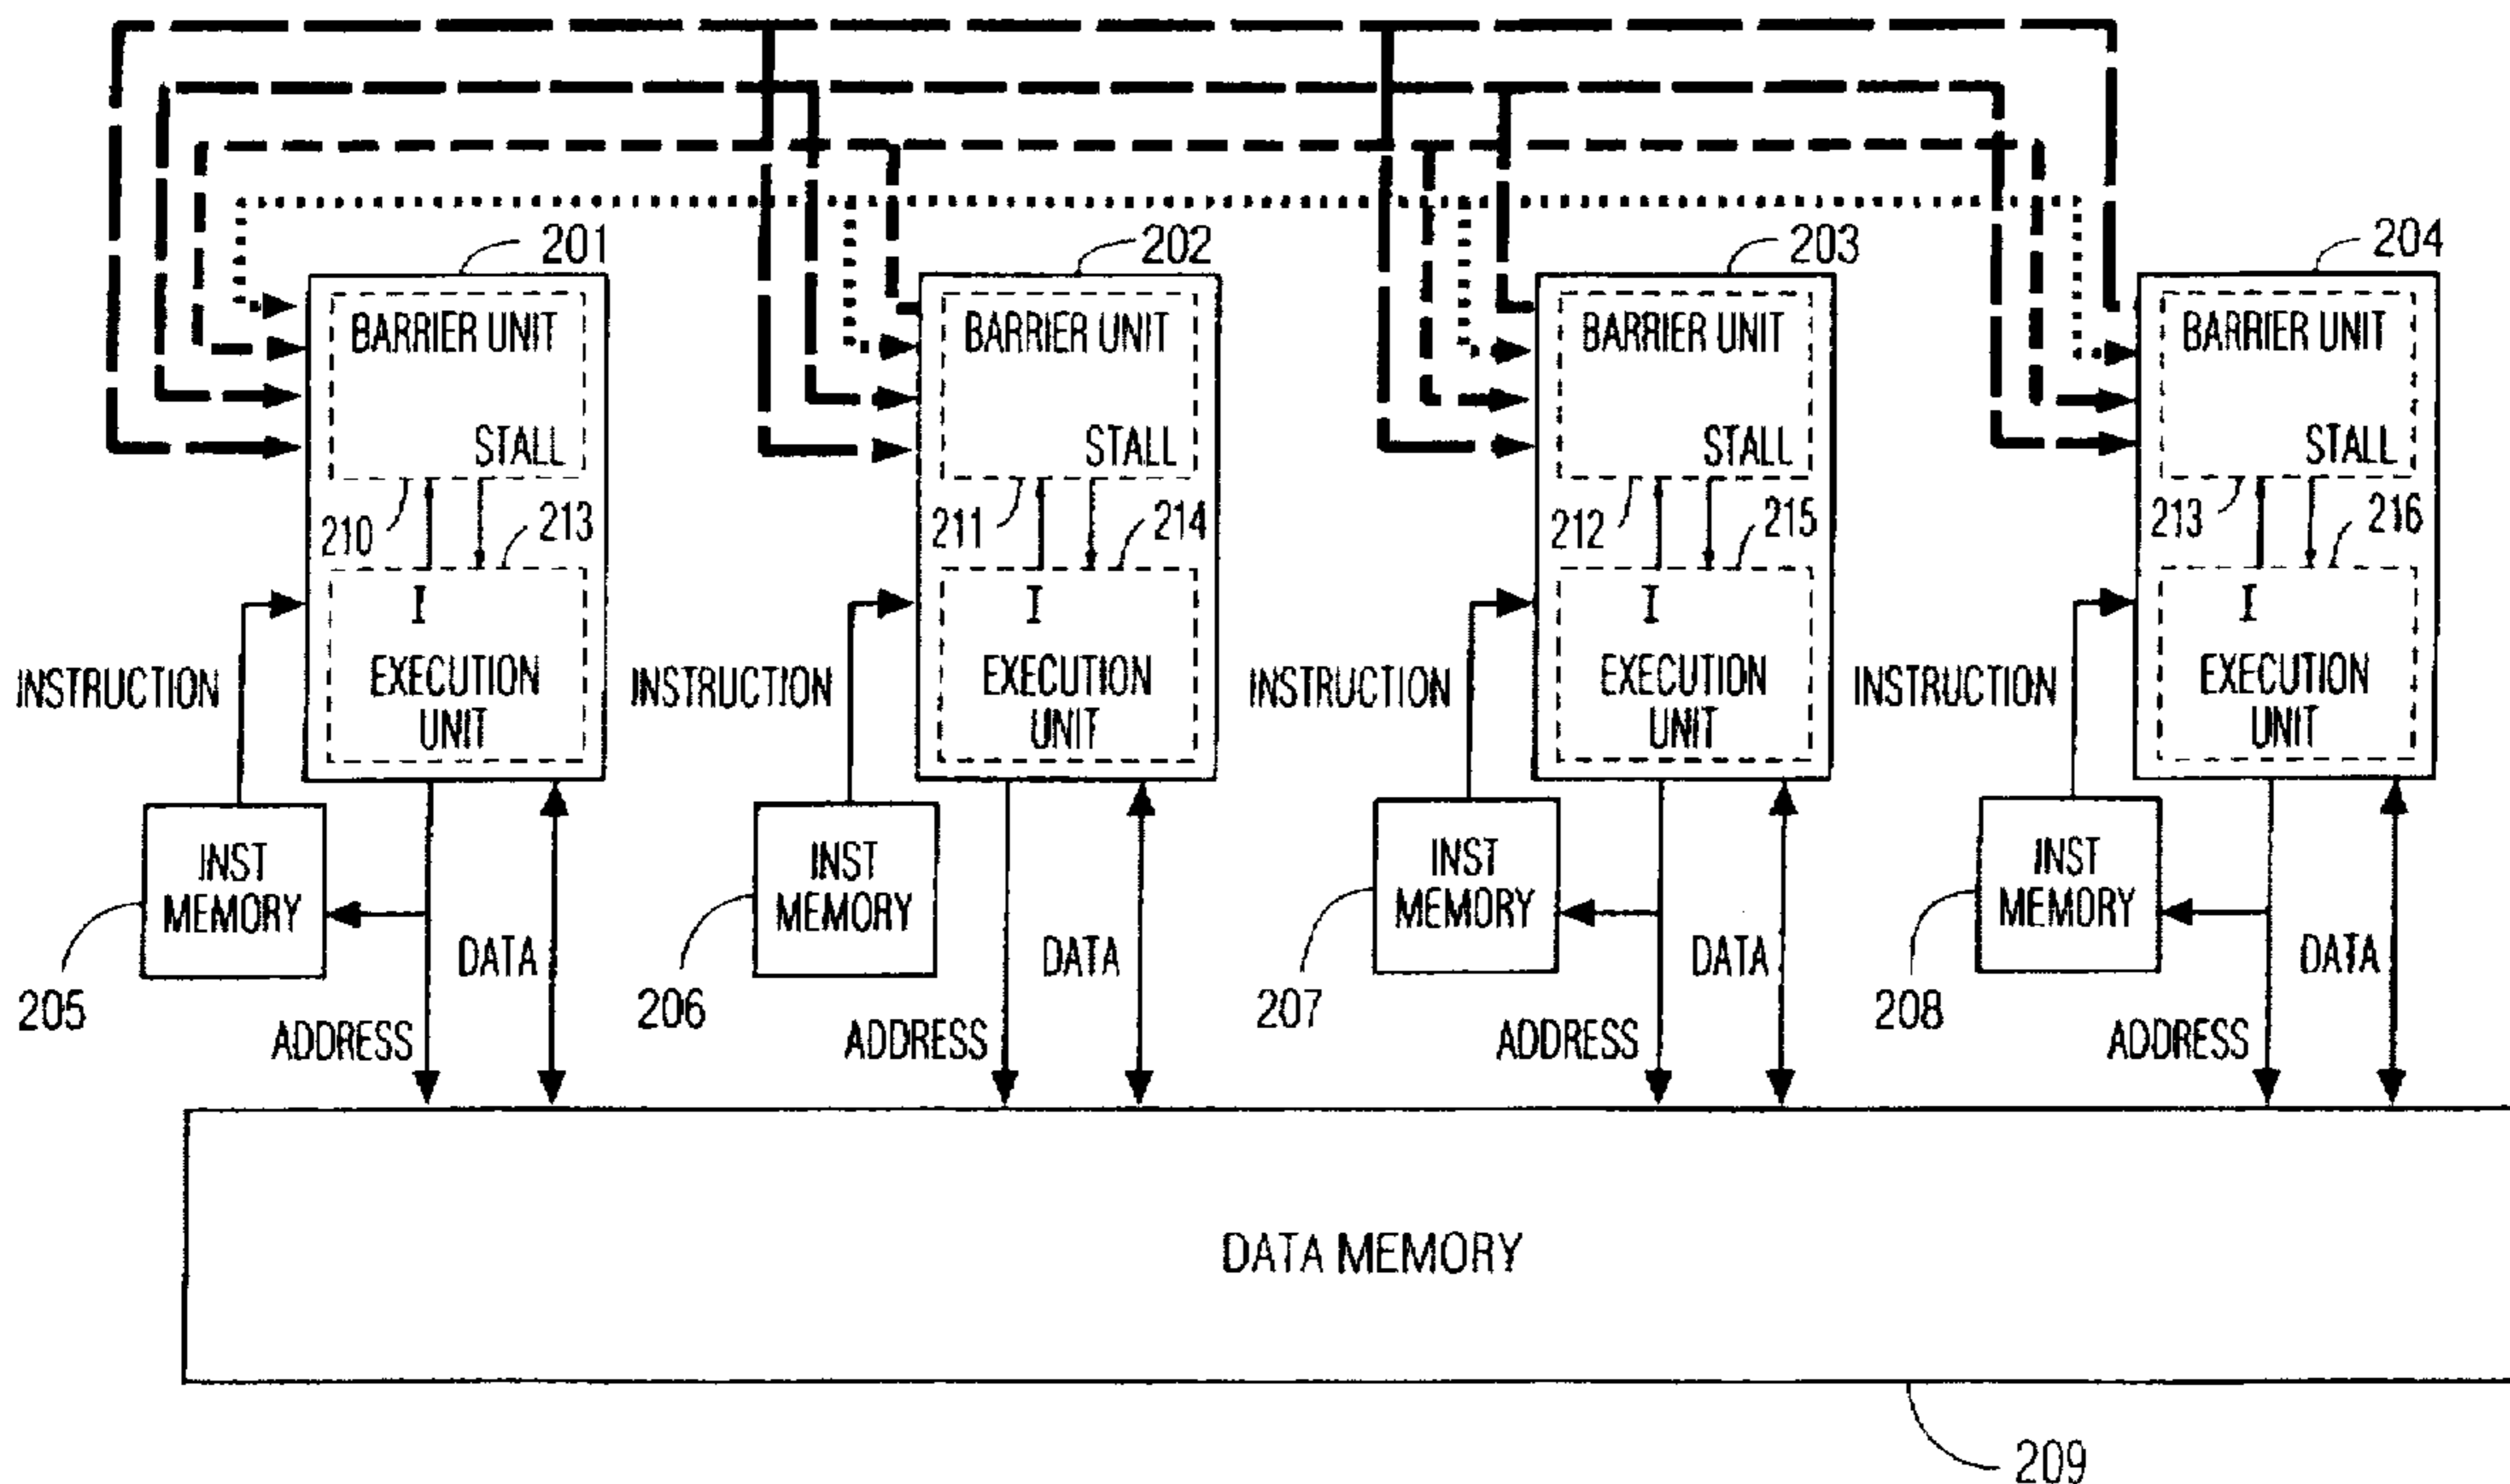 201
202
203
204
BARRIER UNIT
BARRIER UNIT
BARRIER UNIT
BARRIER UNIT
STALL
STALL
STALL
STALL
210
213
211
214
212
215
213
216
I
I
I
I
INSTRUCTION
EXECUTION
UNIT
INSTRUCTION
EXECUTION
UNIT
INSTRUCTION
EXECUTION
UNIT
INSTRUCTION
EXECUTION
UNIT
INST
MEMORY
INST
MEMORY
INST
MEMORY
INST
MEMORY
DATA
DATA
DATA
DATA
205
206
207
208
ADDRESS
ADDRESS
ADDRESS
ADDRESS
DATA MEMORY
209